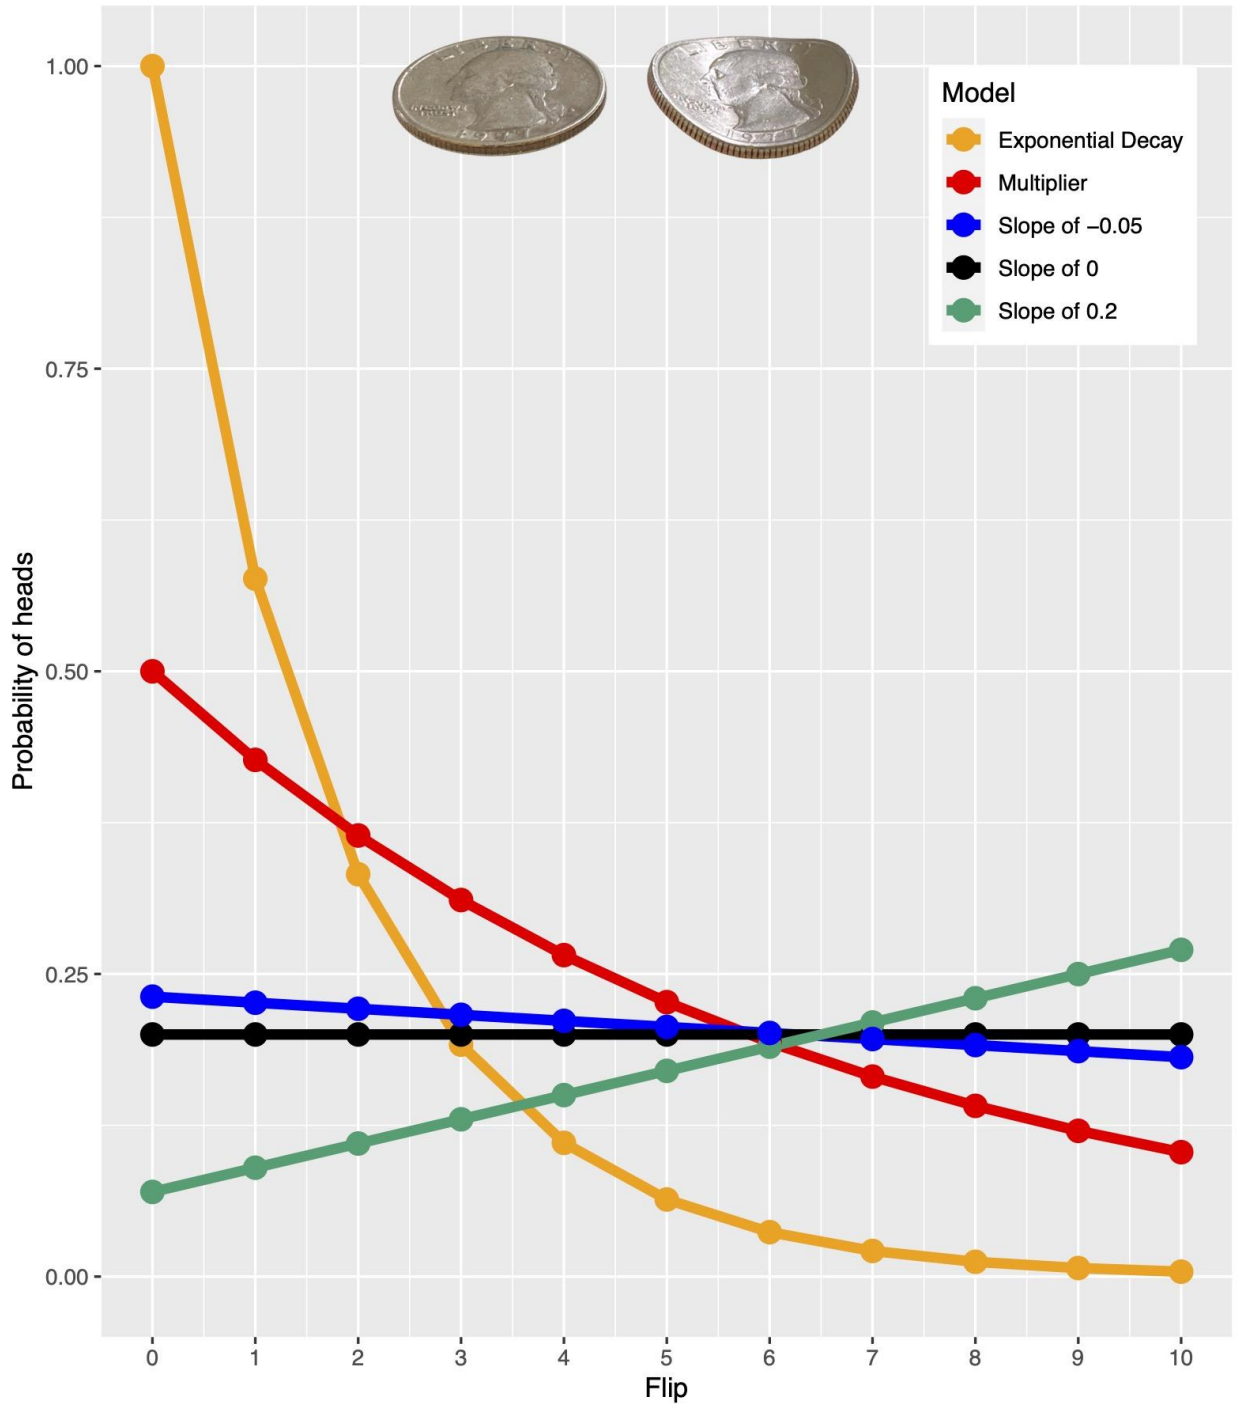 LIBERTY
LIBERTY
Model
Exponential Decay
Multiplier
Slope of −0.05
Slope of 0
Slope of 0.2
1.00
0.75
0.50
0.25
0.00
Probability of heads
0 1 2 3 4 5 6 7 8 9 10
Flip